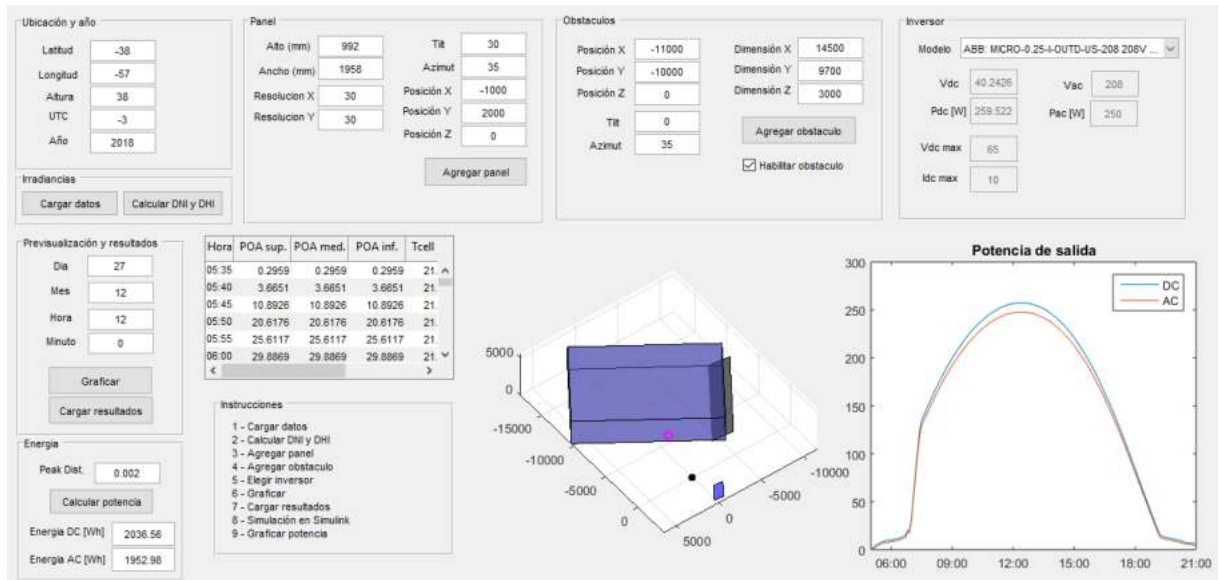 Ubicación y año
Latitud -38
Longitud -57
Altura 38
UTC -3
Año 2018
Irradiancias
Cargar datos Calcular DNI y DHI
Panel
Alto (mm) 992 Tilt 30
Ancho (mm) 1958 Azimut 35
Resolucion X 30 Posición X -1000
Resolucion Y 30 Posición Y 2000
Posición Z 0
Agregar panel
Obstaculos
Posición X -11000 Dimensión X 14500
Posición Y -10000 Dimensión Y 9700
Posición Z 0 Dimensión Z 3000
Tilt 0
Azimut 35
Agregar obstaculo
Habilitar obstaculo
Inversor
Modelo ABB: MICRO-0.25-I-OUTD-US-208 208V ...
Vdc 40.2426 Vac 208
Pdc [W] 259.522 Pac [W] 250
Vdc max 65
Idc max 10
Previsualización y resultados
Dia 27
Mes 12
Hora 12
Minuto 0
Graficar
Cargar resultados
Energia
Peak Dist. 0.002
Calcular potencia
Energia DC [Wh] 2036.56
Energia AC [Wh] 1952.98
Hora POA sup. POA med. POA inf. Tcell
05:35 0.2959 0.2959 0.2959 21.
05:40 3.6651 3.6651 3.6651 21.
05:45 10.8926 10.8926 10.8926 21.
05:50 20.6176 20.6176 20.6176 21.
05:55 25.6117 25.6117 25.6117 21.
06:00 29.8869 29.8869 29.8869 21.
Instrucciones
1 - Cargar datos
2 - Calcular DNI y DHI
3 - Agregar panel
4 - Agregar obstaculo
5 - Elegir inversor
6 - Graficar
7 - Cargar resultados
8 - Simulación en Simulink
9 - Graficar potencia
5000
0
-15000
-10000
-5000
0
5000
0
-5000
-10000
Potencia de salida
300
250
200
150
100
50
0
06:00 09:00 12:00 15:00 18:00 21:00
DC
AC